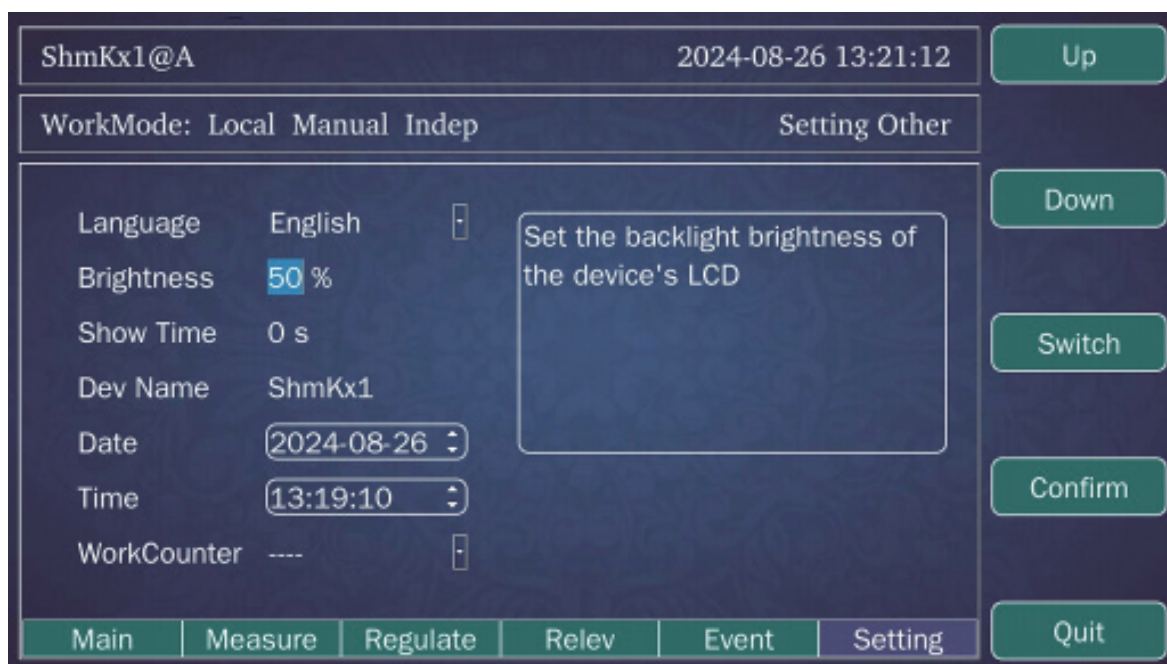 ShmKx1@A 2024-08-26 13:21:12
WorkMode: Local Manual Indep Setting Other
Language English
Brightness 50 %
Show Time 0 s
Dev Name ShmKx1
Date 2024-08-26
Time 13:19:10
WorkCounter ----
Set the backlight brightness of
the device's LCD
Main Measure Regulate Relev Event Setting
Up
Down
Switch
Confirm
Quit